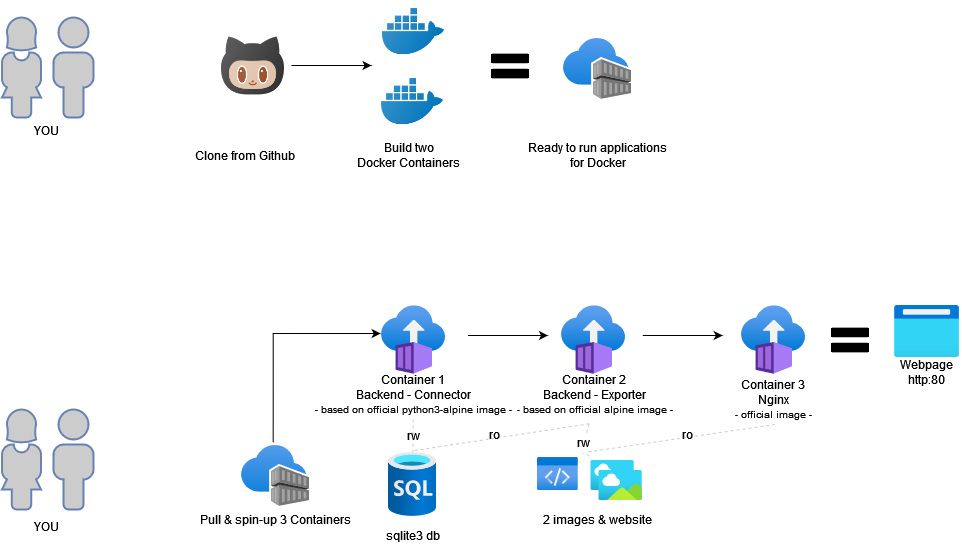 YOU
Clone from Github
Build two
Docker Containers
Ready to run applications
for Docker
Container 1
Backend - Connector
- based on official python3-alpine image -
Container 2
Backend - Exporter
- based on official alpine image -
Container 3
Nginx
- official image -
Webpage
http:80
rw
ro
rw
ro
SQL
</>
YOU
Pull & spin-up 3 Containers
sqlite3 db
2 images & website